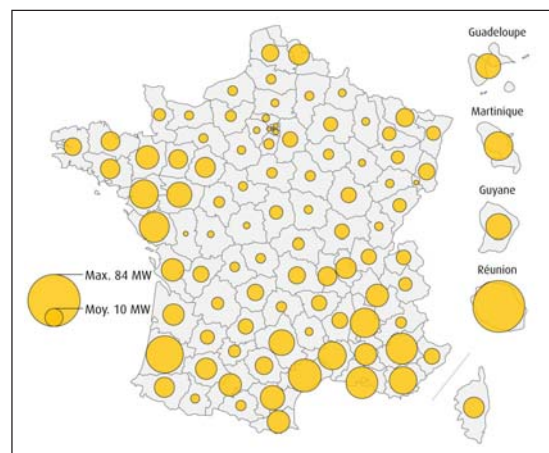 Guadeloupe
Martinique
Guyane
Réunion
Max. 84 MW
Moy. 10 MW